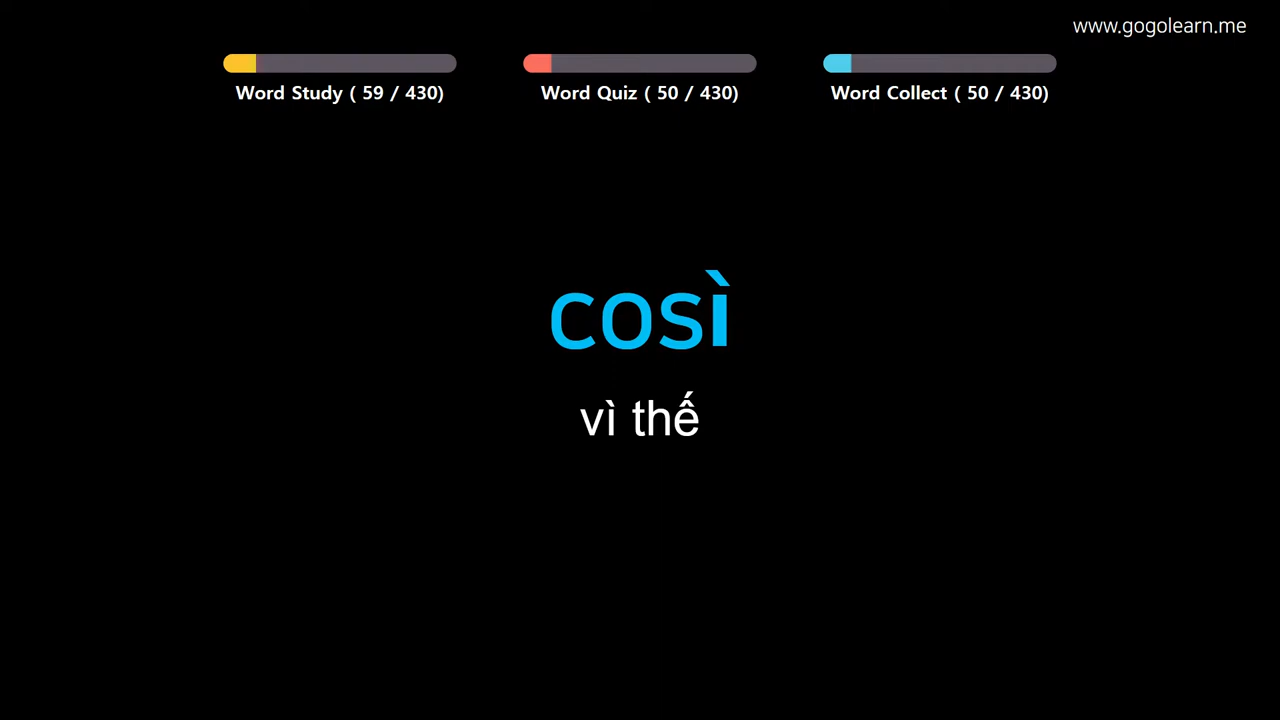 www.gogolearn.me
Word Study ( 59 / 430)
Word Quiz ( 50 / 430)
Word Collect ( 50 / 430)
così
vì thế